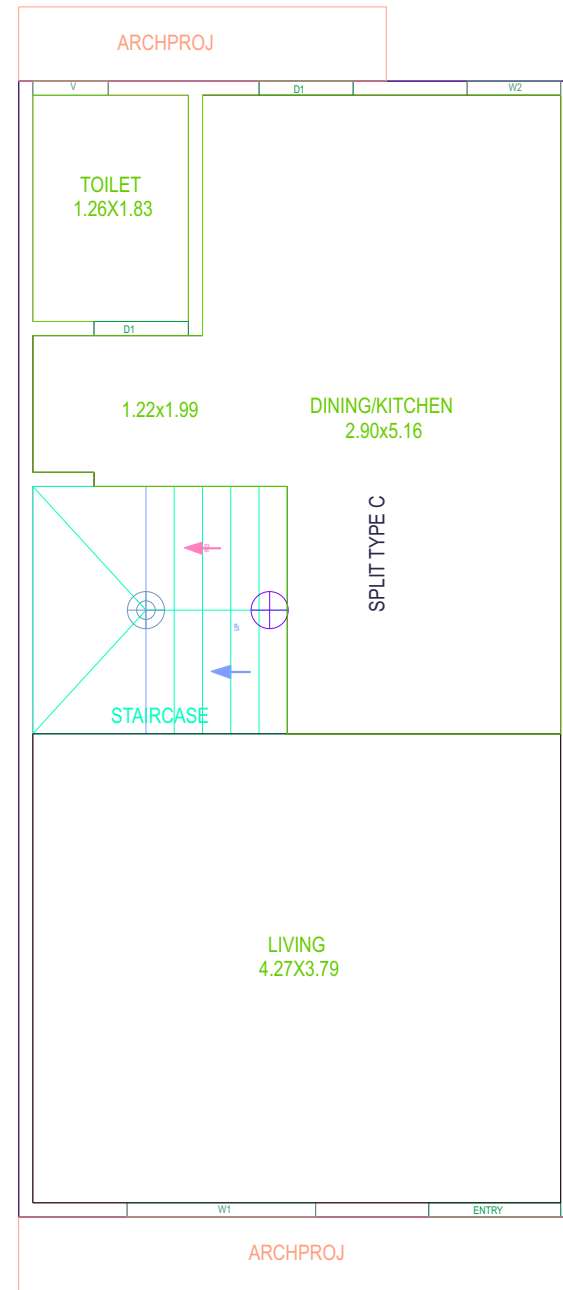 ARCHPROJ
V
D1
W2
TOILET
1.26X1.83
D1
1.22x1.99
DINING/KITCHEN
2.90x5.16
SPLIT TYPE C
UP
STAIRCASE
LIVING
4.27X3.79
W1
ENTRY
ARCHPROJ